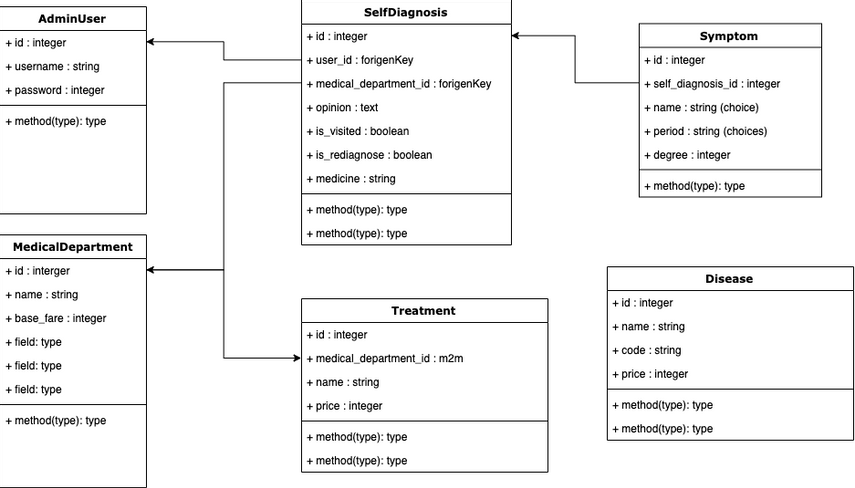 AdminUser
+ id : integer
+ username : string
+ password : integer
+ method(type): type
SelfDiagnosis
+ id : integer
+ user_id : forigenKey
+ medical_department_id : forigenKey
+ opinion : text
+ is_visited : boolean
+ is_rediagnose : boolean
+ medicine : string
+ method(type): type
+ method(type): type
Symptom
+ id : integer
+ self_diagnosis_id : integer
+ name : string (choice)
+ period : string (choices)
+ degree : integer
+ method(type): type
MedicalDepartment
+ id : interger
+ name : string
+ base_fare : integer
+ field: type
+ field: type
+ field: type
+ method(type): type
Treatment
+ id : integer
+ medical_department_id : m2m
+ name : string
+ price : integer
+ method(type): type
+ method(type): type
Disease
+ id : integer
+ name : string
+ code : string
+ price : integer
+ method(type): type
+ method(type): type